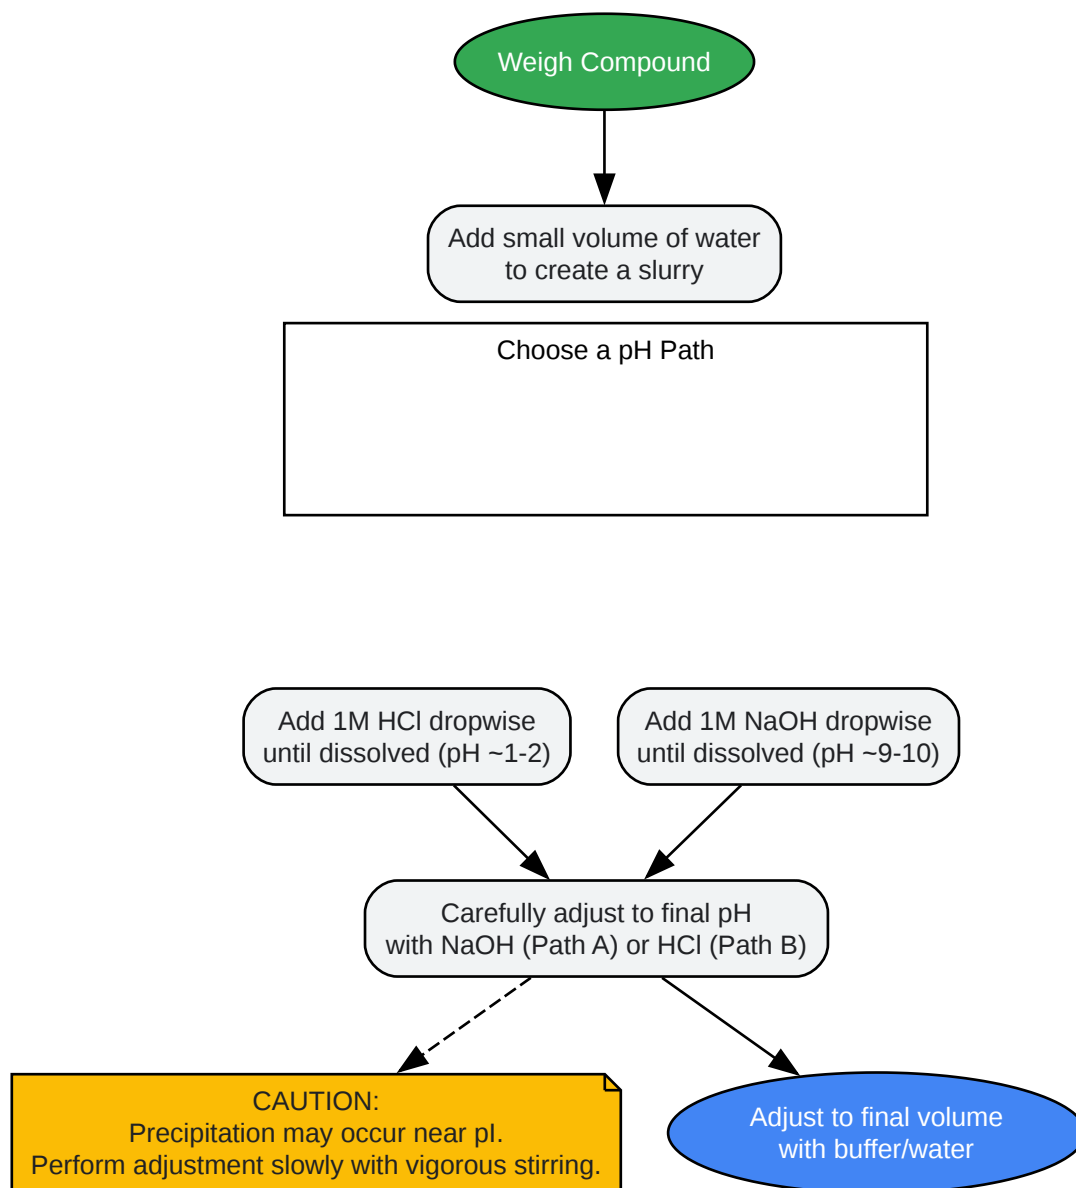 Weigh Compound
Add small volume of water
to create a slurry
Choose a pH Path
Add 1M HCl dropwise
until dissolved (pH ~1-2)
Add 1M NaOH dropwise
until dissolved (pH ~9-10)
Carefully adjust to final pH
with NaOH (Path A) or HCl (Path B)
CAUTION:
Precipitation may occur near pI.
Perform adjustment slowly with vigorous stirring.
Adjust to final volume
with buffer/water